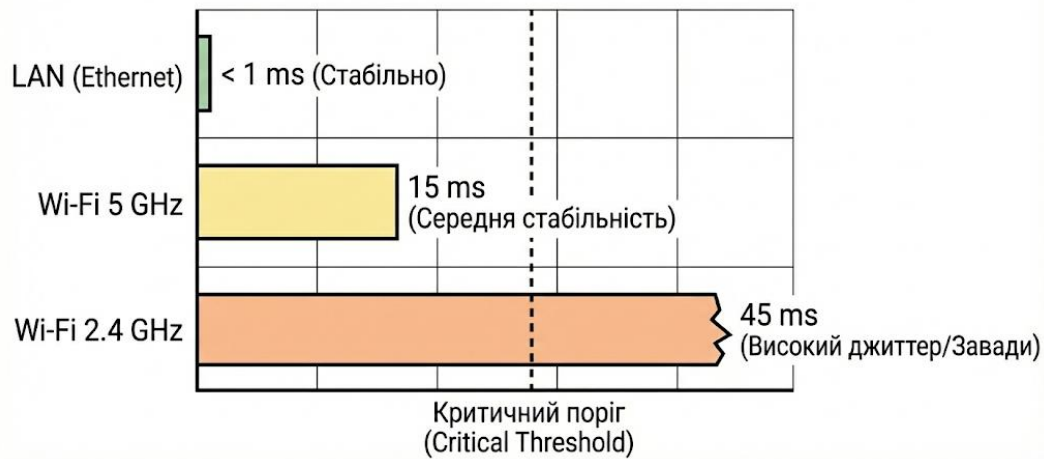 LAN (Ethernet)
< 1 ms (Стабільно)
Wi-Fi 5 GHz
15 ms
(Середня стабільність)
Wi-Fi 2.4 GHz
45 ms
(Високий джиттер/Завади)
Критичний поріг
(Critical Threshold)